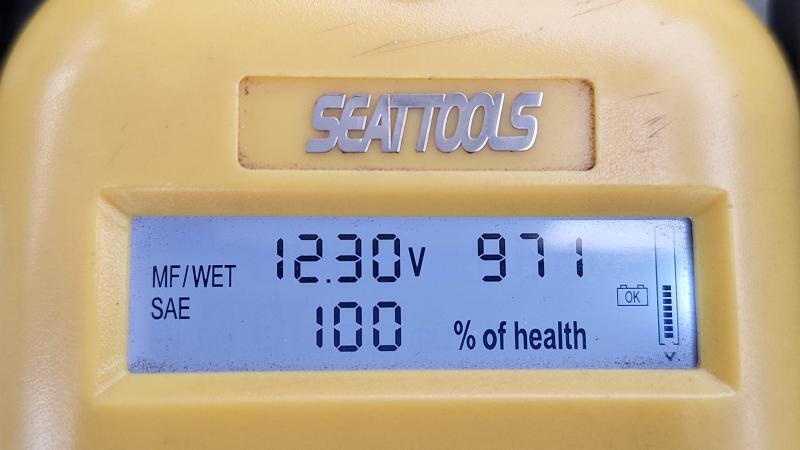 SEATTOOLS
MF/WET 12.30V 971
SAE 100 % of health
OK